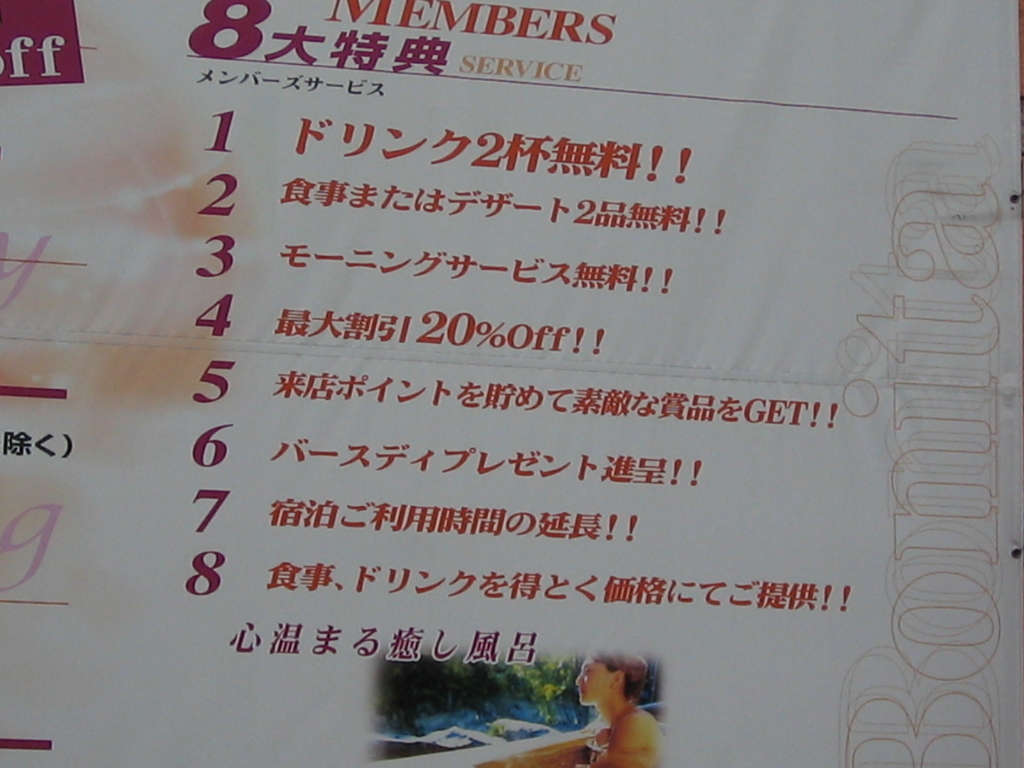 off
MEMBERS
8大特典 SERVICE
メンバーズサービス
1 ドリンク2杯無料!!
2 食事またはデザート2品無料!!
3 モーニングサービス無料!!
4 最大割引20%Off!!
5 来店ポイントを貯めて素敵な賞品をGET!!
6 バースディプレゼント進呈!!
7 宿泊ご利用時間の延長!!
8 食事、ドリンクを得とく価格にてご提供!!
心温まる癒し風呂
y
除く)
g
Bonmitan